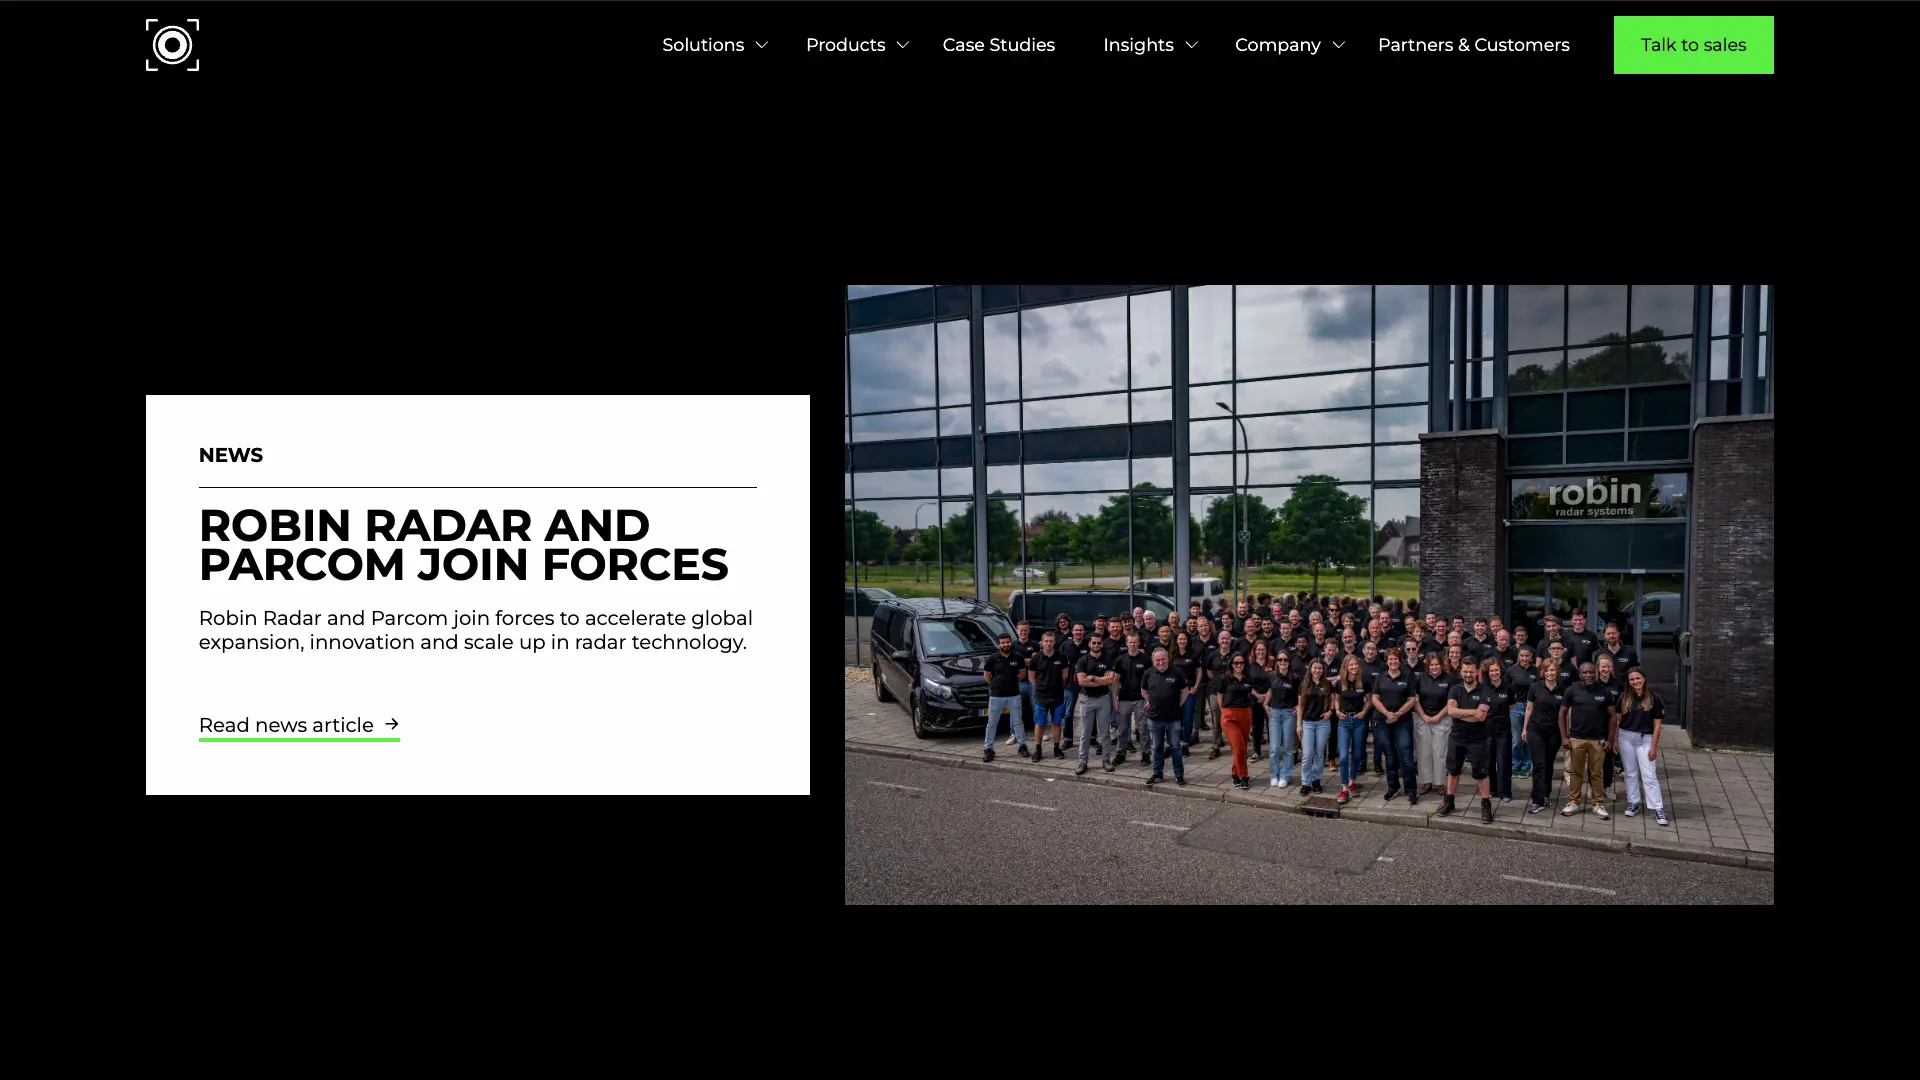 Solutions
Products
Case Studies
Insights
Company
Partners & Customers
Talk to sales
NEWS
ROBIN RADAR AND
PARCOM JOIN FORCES
Robin Radar and Parcom join forces to accelerate global
expansion, innovation and scale up in radar technology.
Read news article →
robin
radar systems